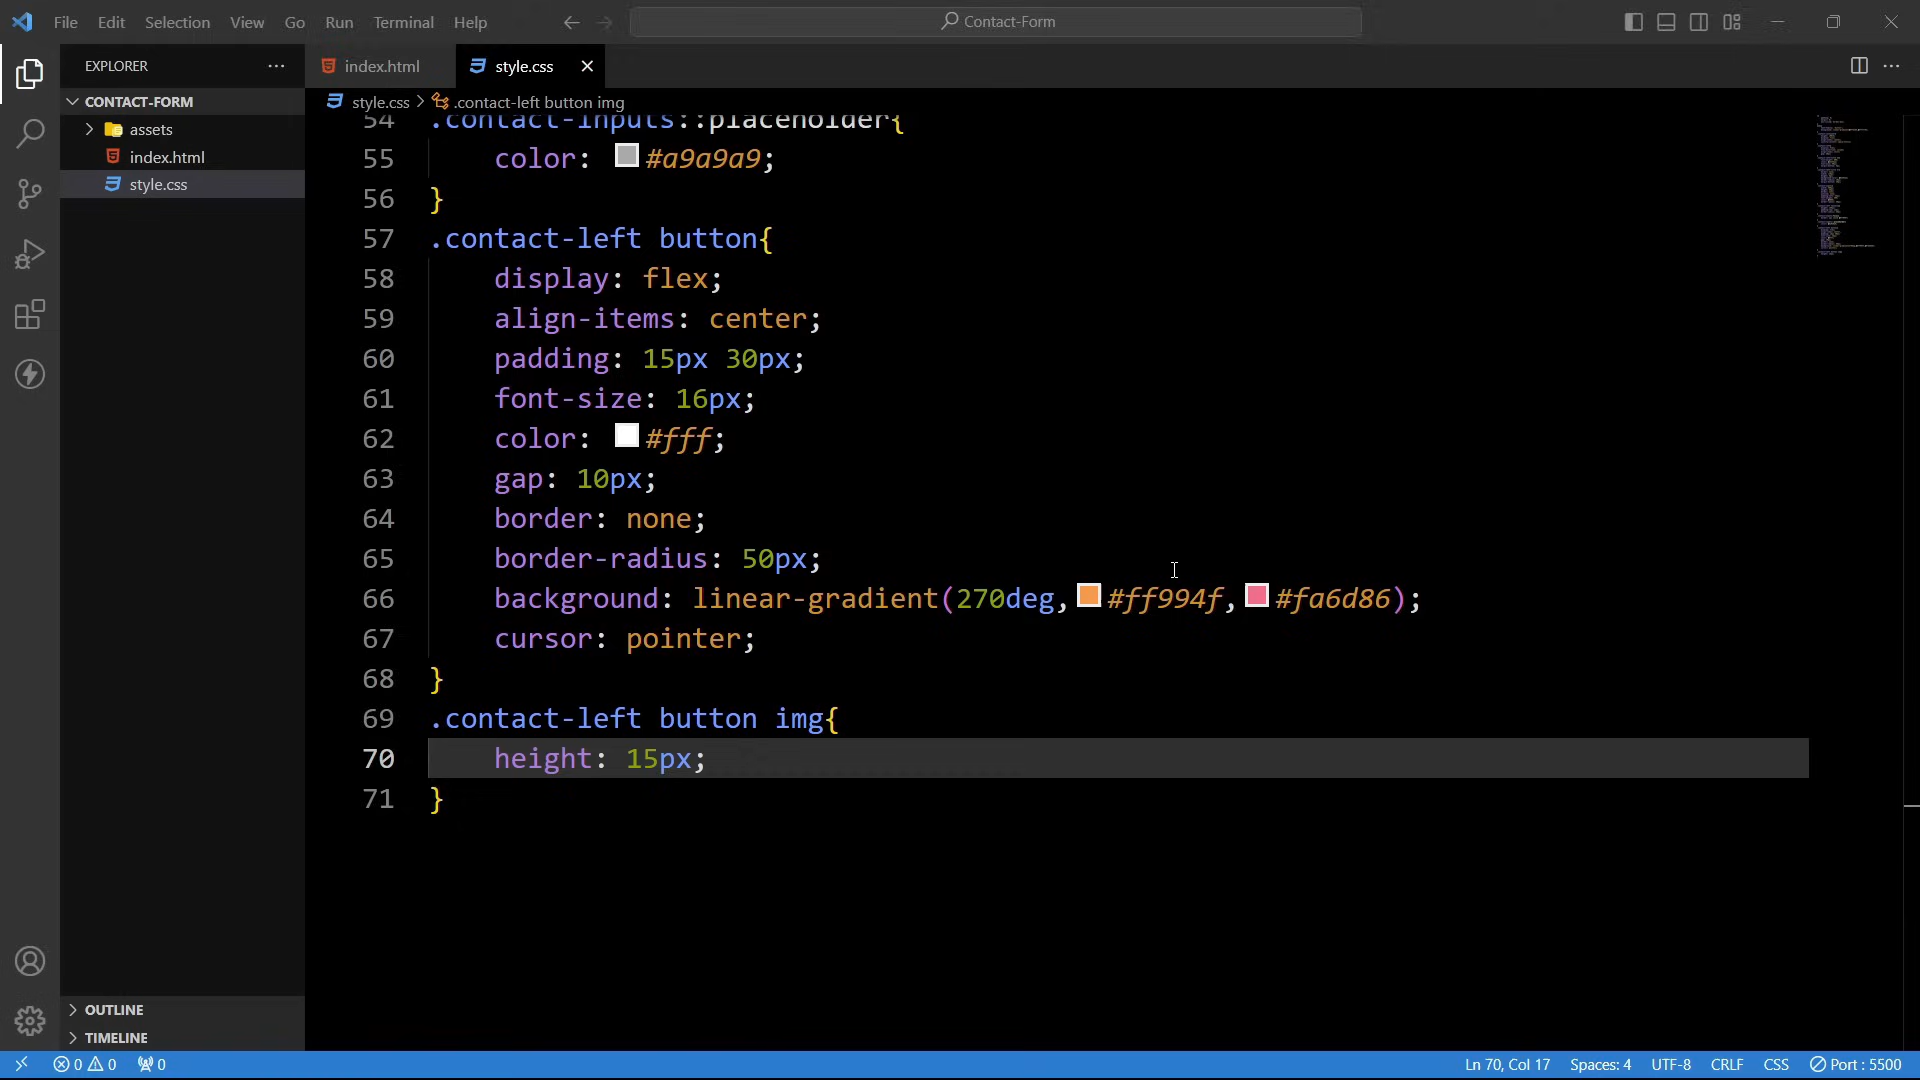 File Edit Selection View Go Run Terminal Help
Contact-Form
EXPLORER
index.html
style.css
CONTACT-FORM
style.css > .contact-left button img
assets
index.html
style.css
54 .contact-inputs::placeholder{
55 color: #a9a9a9;
56 }
57 .contact-left button{
58 display: flex;
59 align-items: center;
60 padding: 15px 30px;
61 font-size: 16px;
62 color: #fff;
63 gap: 10px;
64 border: none;
65 border-radius: 50px;
66 background: linear-gradient(270deg,#ff994f,#fa6d86);
67 cursor: pointer;
68 }
69 .contact-left button img{
70 height: 15px;
71 }
OUTLINE
TIMELINE
0 0 0 Ln 70, Col 17 Spaces: 4 UTF-8 CRLF CSS Port : 5500